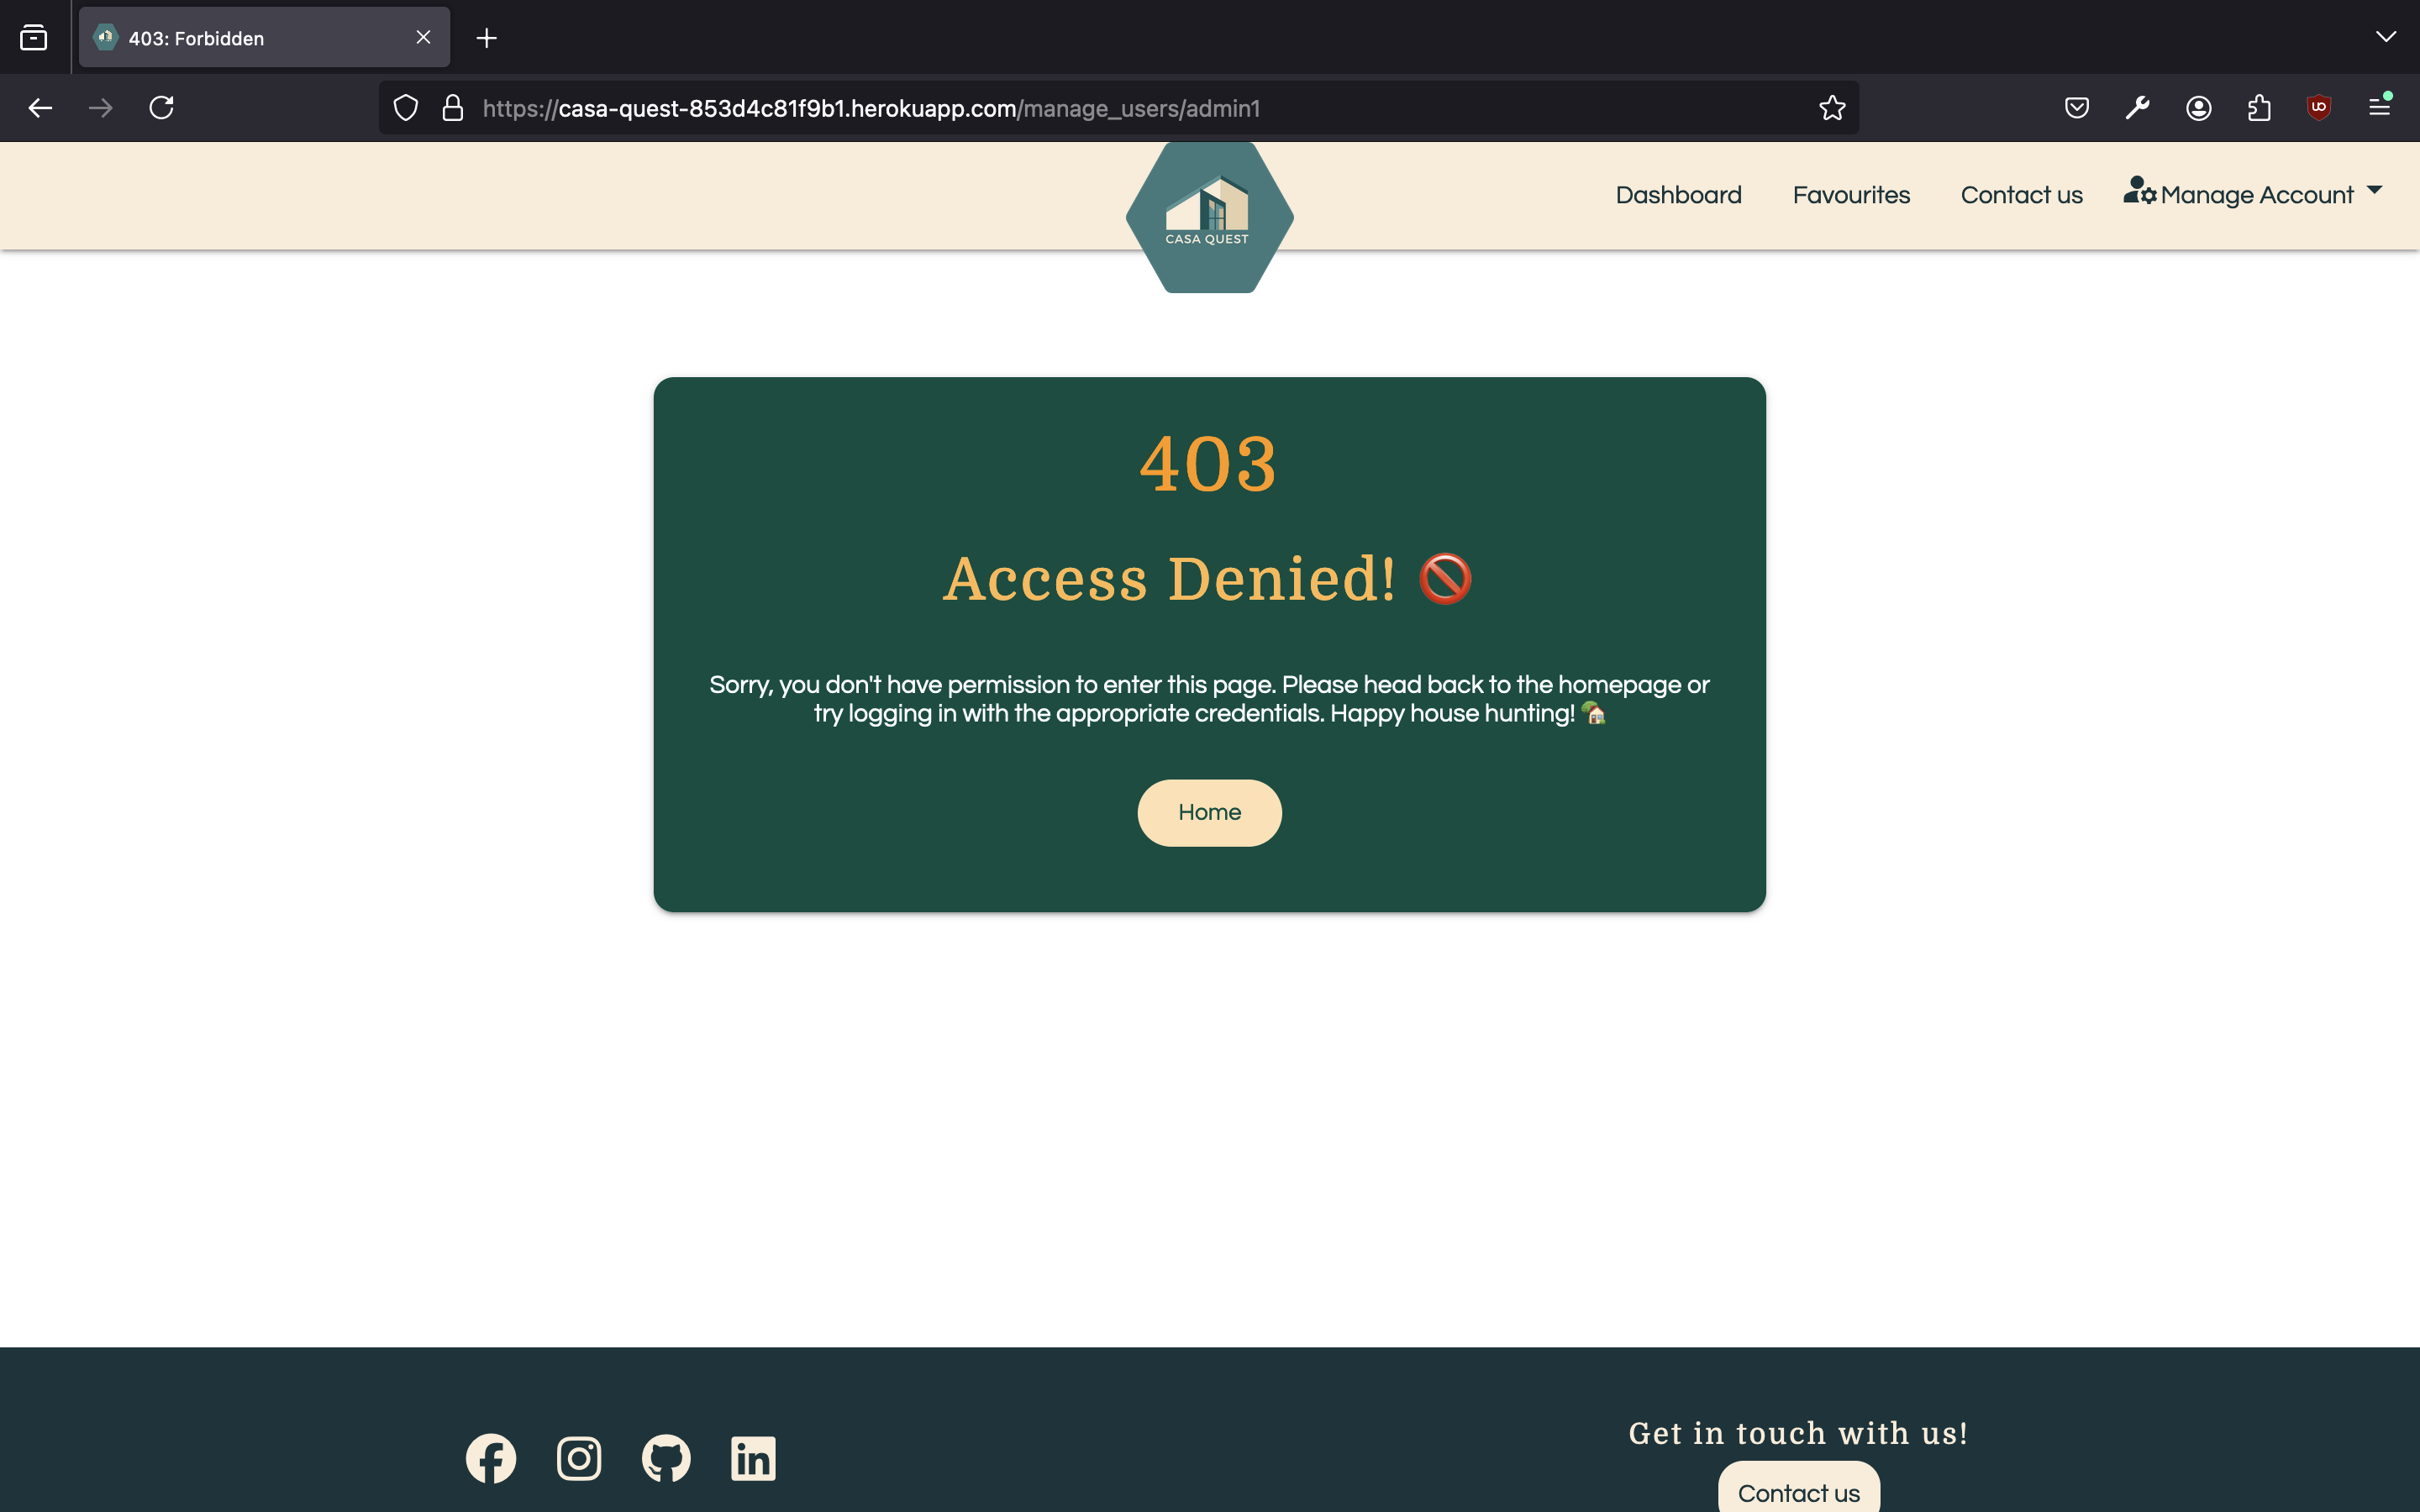 403: Forbidden
https://casa-quest-853d4c81f9b1.herokuapp.com/manage_users/admin1
CASA QUEST
Dashboard
Favourites
Contact us
Manage Account
403
Access Denied! 🚫
Sorry, you don't have permission to enter this page. Please head back to the homepage or
try logging in with the appropriate credentials. Happy house hunting! 🏡
Home
Get in touch with us!
Contact us